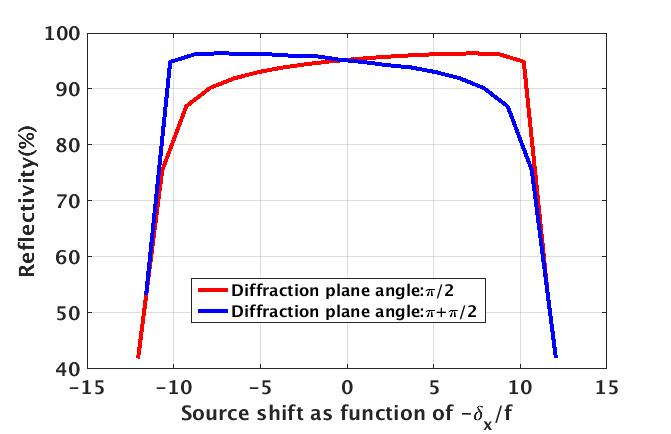 100
90
80
70
60
50
40
Reflectivity(%)
Diffraction plane angle:π/2
Diffraction plane angle:π+π/2
-15 -10 -5 0 5 10 15
Source shift as function of -δx/f